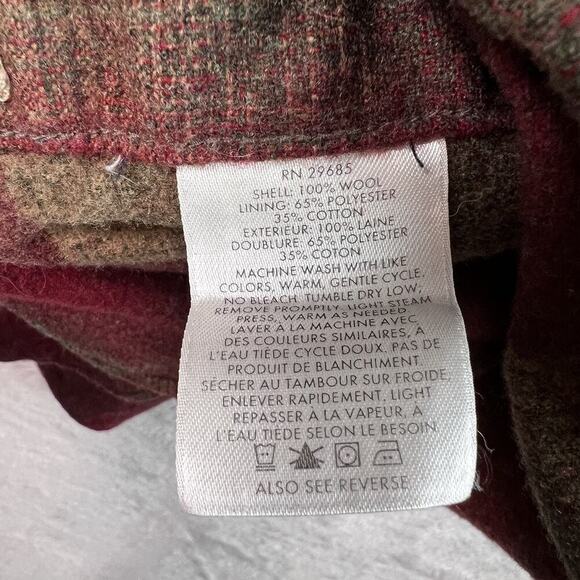 RN 29685
SHELL: 100% WOOL
LINING: 65% POLYESTER
35% COTTON
EXTERIEUR: 100% LAINE
DOUBLURE: 65% POLYESTER
35% COTON
MACHINE WASH WITH LIKE
COLORS, WARM, GENTLE CYCLE.
NO BLEACH. TUMBLE DRY LOW;
REMOVE PROMPTLY. LIGHT STEAM
PRESS, WARM AS NEEDED.
LAVER À LA MACHINE AVEC
DES COULEURS SIMILAIRES, À
L'EAU TIÈDE CYCLE DOUX. PAS DE
PRODUIT DE BLANCHIMENT.
SÉCHER AU TAMBOUR SUR FROIDE.
ENLEVER RAPIDEMENT. LIGHT
REPASSER À LA VAPEUR, À
L'EAU TIÈDE SELON LE BESOIN.
ALSO SEE REVERSE